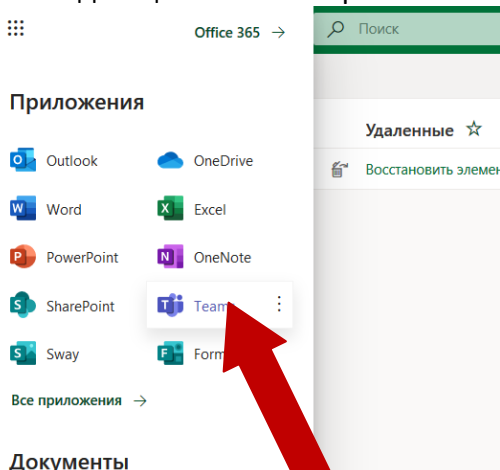 Office 365 →
Поиск
Приложения
Удаленные
Outlook
OneDrive
Восстановить
Word
Excel
PowerPoint
OneNote
SharePoint
Team
Sway
Form
Все приложения →
Документы